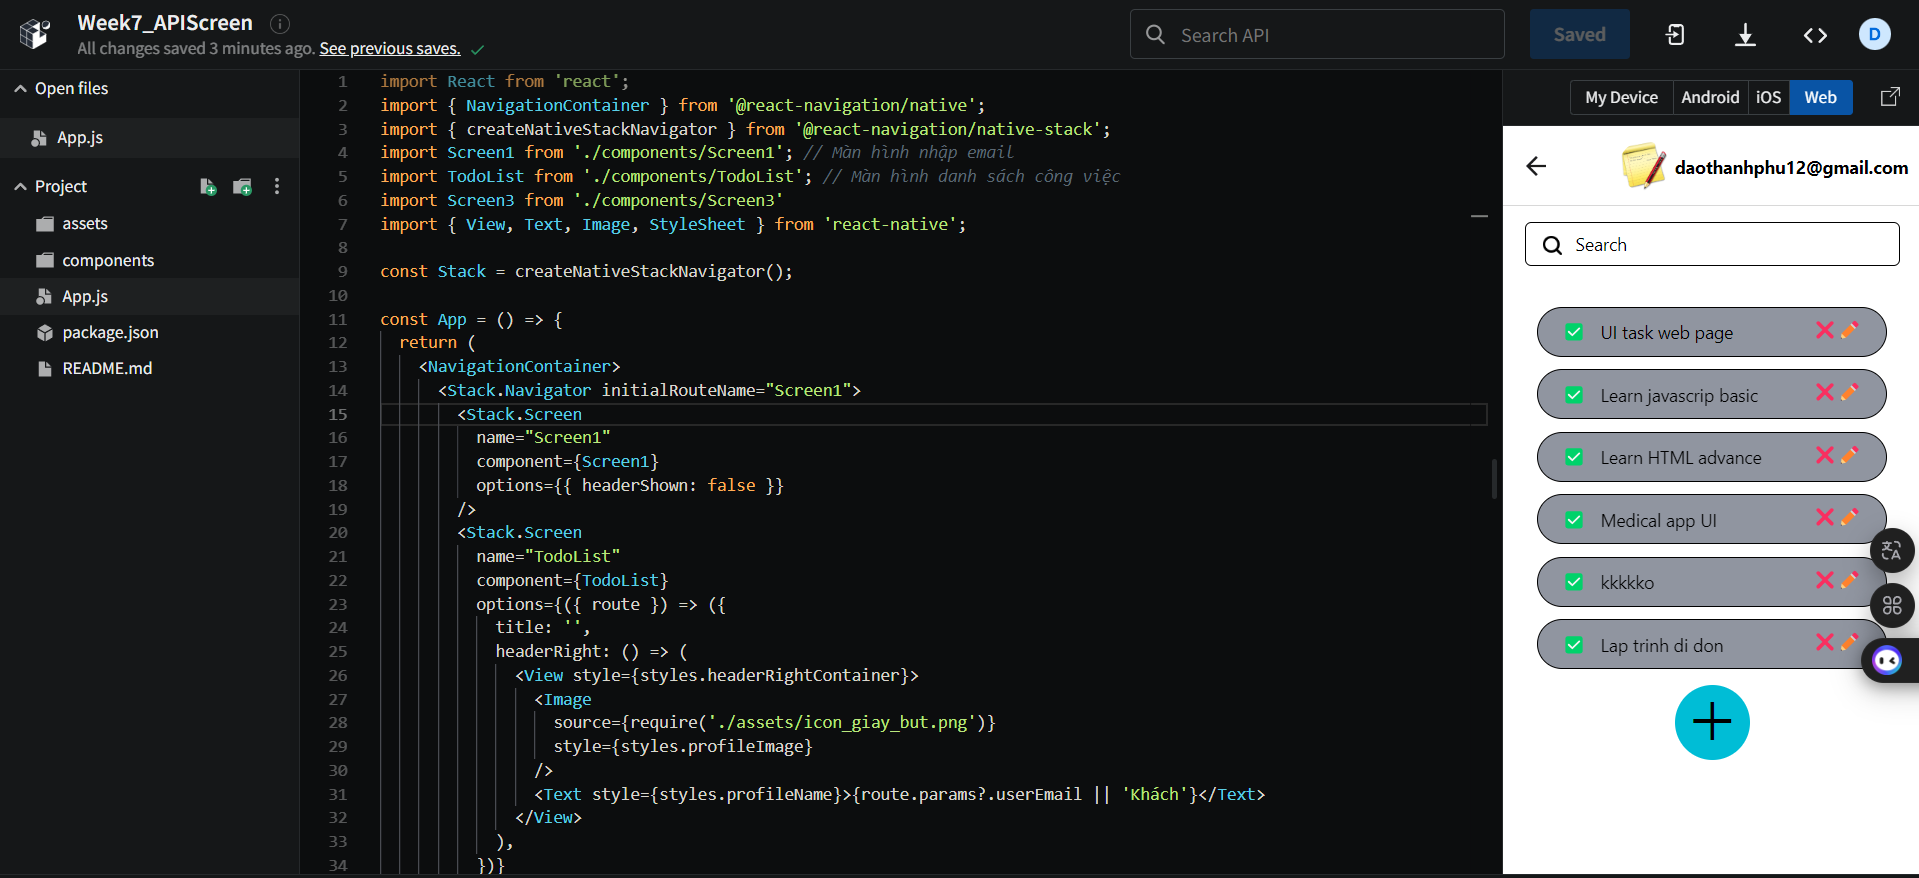 Week7_APIScreen
All changes saved 3 minutes ago. See previous saves.
Search API
Saved
D
Open files
App.js
Project
assets
components
App.js
package.json
README.md
1 import React from 'react';
2 import { NavigationContainer } from '@react-navigation/native';
3 import { createNativeStackNavigator } from '@react-navigation/native-stack';
4 import Screen1 from './components/Screen1'; // Màn hình nhập email
5 import TodoList from './components/TodoList'; // Màn hình danh sách công việc
6 import Screen3 from './components/Screen3'
7 import { View, Text, Image, StyleSheet } from 'react-native';
8
9 const Stack = createNativeStackNavigator();
10
11 const App = () => {
12 return (
13 <NavigationContainer>
14 <Stack.Navigator initialRouteName="Screen1">
15 <Stack.Screen
16 name="Screen1"
17 component={Screen1}
18 options={{ headerShown: false }}
19 />
20 <Stack.Screen
21 name="TodoList"
22 component={TodoList}
23 options={({ route }) => ({
24 title: '',
25 headerRight: () => (
26 <View style={styles.headerRightContainer}>
27 <Image
28 source={require('./assets/icon_giay_but.png')}
29 style={styles.profileImage}
30 />
31 <Text style={styles.profileName}>{route.params?.userEmail || 'Khách'}</Text>
32 </View>
33 ),
34 })}
My Device
Android
iOS
Web
daothanhphu12@gmail.com
Search
UI task web page
Learn javascrip basic
Learn HTML advance
Medical app UI
kkkkko
Lap trinh di don